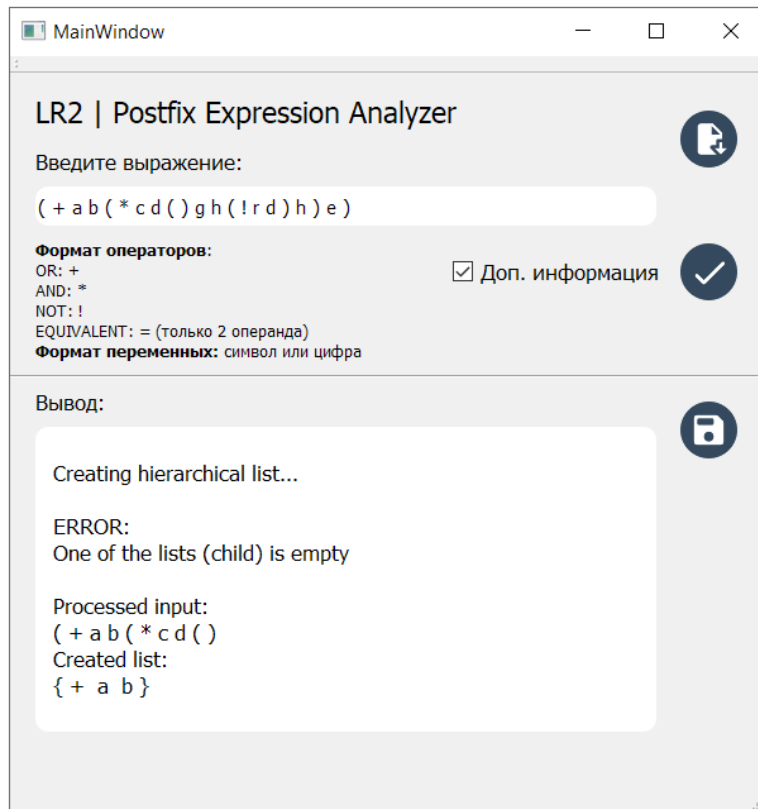 MainWindow
LR2 | Postfix Expression Analyzer
Введите выражение:
( + a b ( * c d ( ) g h ( ! r d ) h ) e )
Формат операторов:
OR: +
AND: *
NOT: !
EQUIVALENT: = (только 2 операнда)
Формат переменных: символ или цифра
Доп. информация
Вывод:
Creating hierarchical list...
ERROR:
One of the lists (child) is empty
Processed input:
( + a b ( * c d ( )
Created list:
{ + a b }